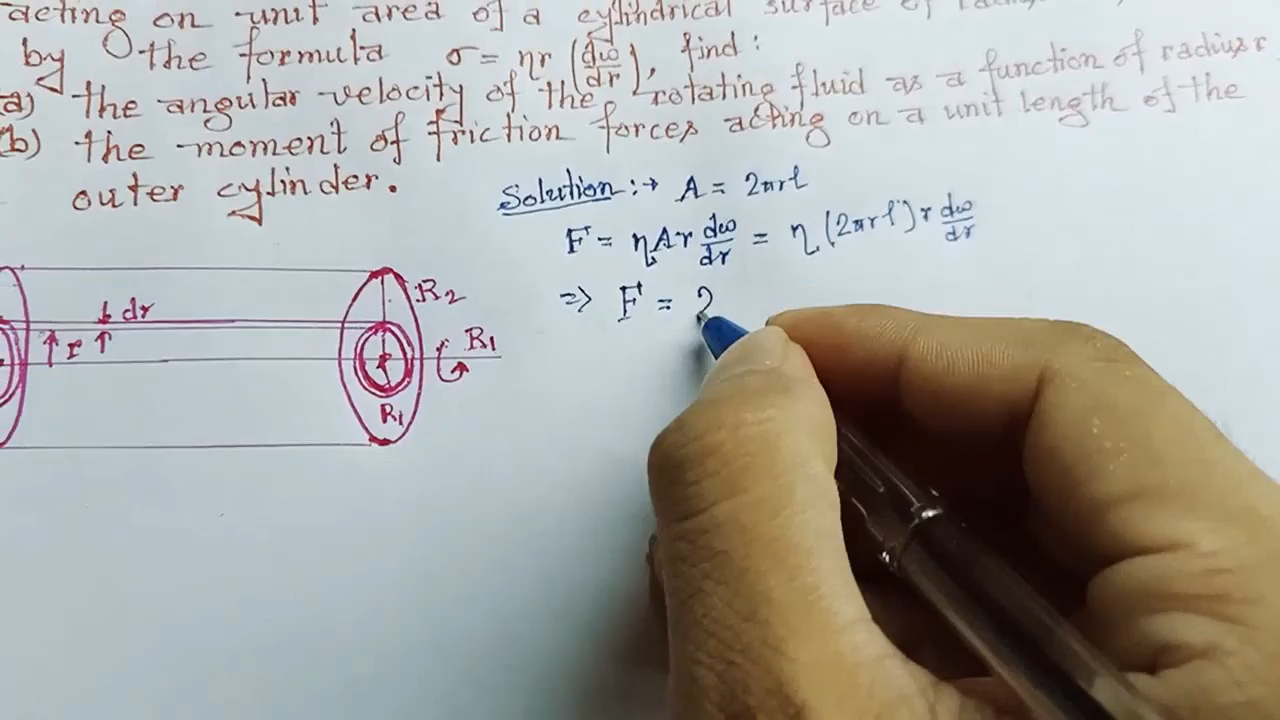 acting on unit area of a cylindrical surface of
by the formula σ = ηr (dω/dr), find :
(a) the angular velocity of the rotating fluid as a function of radius r
(b) the moment of friction forces acting on a unit length of the
outer cylinder.
Solution :→ A = 2πrl
F = ηAr dω/dr = η (2πrl) r dω/dr
⇒ F = 2
R2
dr
r
R1
R1